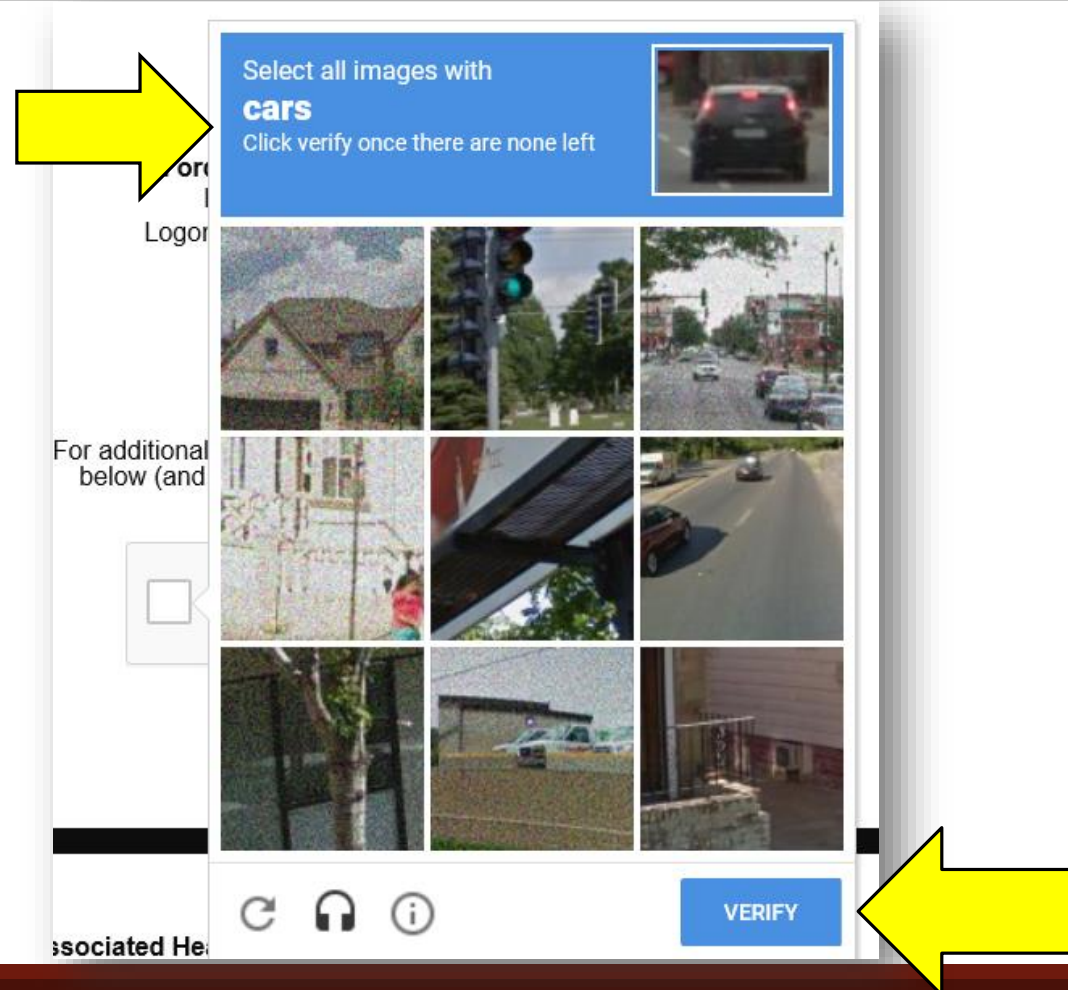 Select all images with
cars
Click verify once there are none left
Logon
For additional
below (and
VERIFY
ssociated Hea